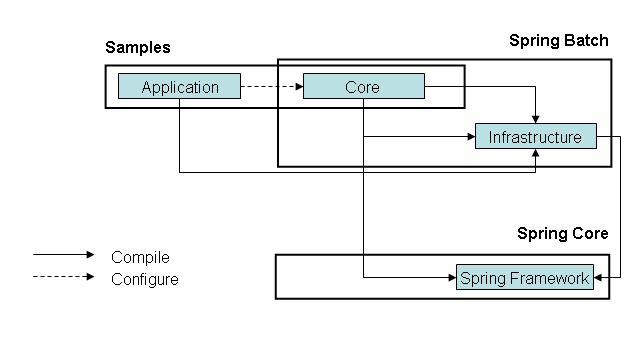 Samples
Spring Batch
Application
Core
Infrastructure
Spring Core
Compile
Configure
Spring Framework